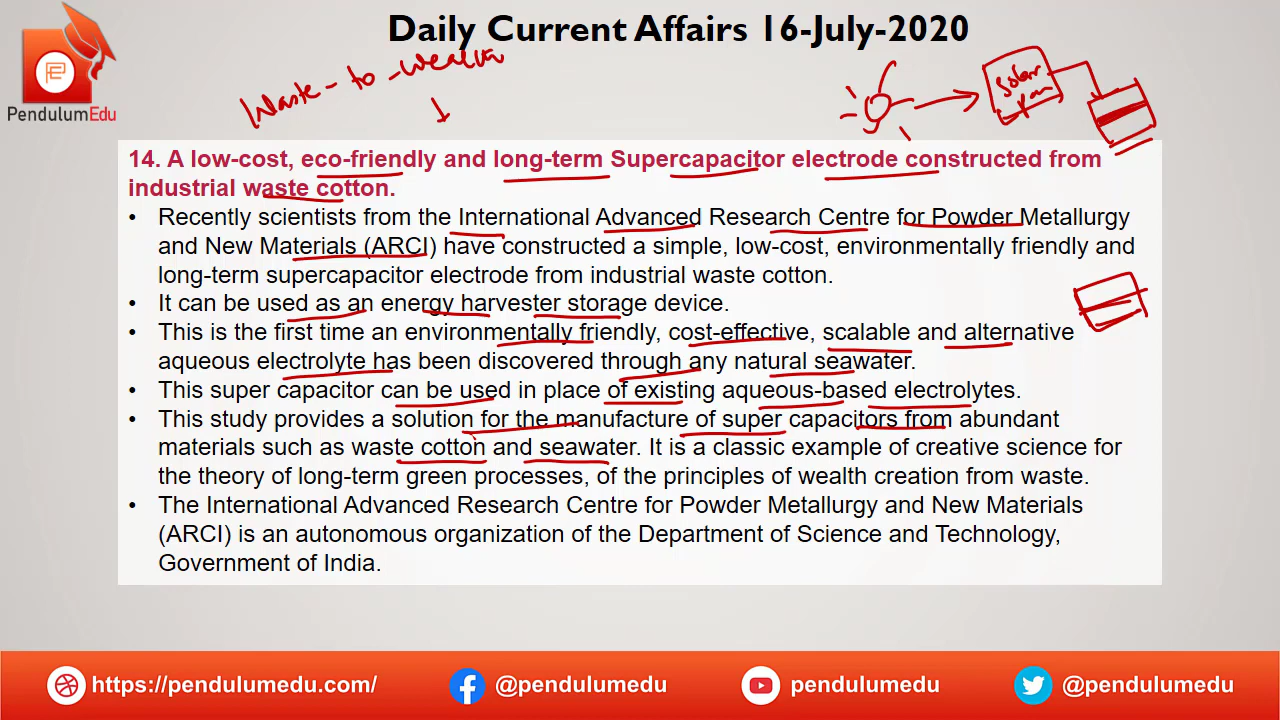 Daily Current Affairs 16-July-2020
PendulumEdu
Waste-to-wealth
Solar
14. A low-cost, eco-friendly and long-term Supercapacitor electrode constructed from
industrial waste cotton.
• Recently scientists from the International Advanced Research Centre for Powder Metallurgy
and New Materials (ARCI) have constructed a simple, low-cost, environmentally friendly and
long-term supercapacitor electrode from industrial waste cotton.
• It can be used as an energy harvester storage device.
• This is the first time an environmentally friendly, cost-effective, scalable and alternative
aqueous electrolyte has been discovered through any natural seawater.
• This super capacitor can be used in place of existing aqueous-based electrolytes.
• This study provides a solution for the manufacture of super capacitors from abundant
materials such as waste cotton and seawater. It is a classic example of creative science for
the theory of long-term green processes, of the principles of wealth creation from waste.
• The International Advanced Research Centre for Powder Metallurgy and New Materials
(ARCI) is an autonomous organization of the Department of Science and Technology,
Government of India.
https://pendulumedu.com/ @pendulumedu pendulumedu @pendulumedu